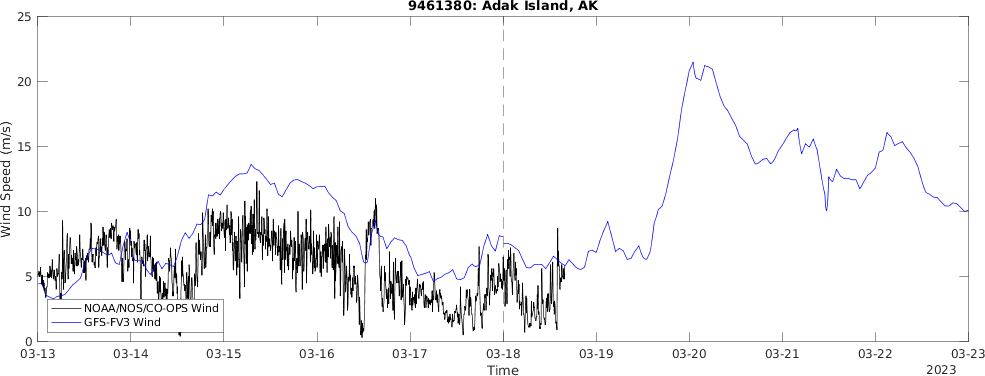 9461380: Adak Island, AK
25
20
15
10
5
0
Wind Speed (m/s)
NOAA/NOS/CO-OPS Wind
GFS-FV3 Wind
03-13 03-14 03-15 03-16 03-17 03-18 03-19 03-20 03-21 03-22 03-23
Time
2023